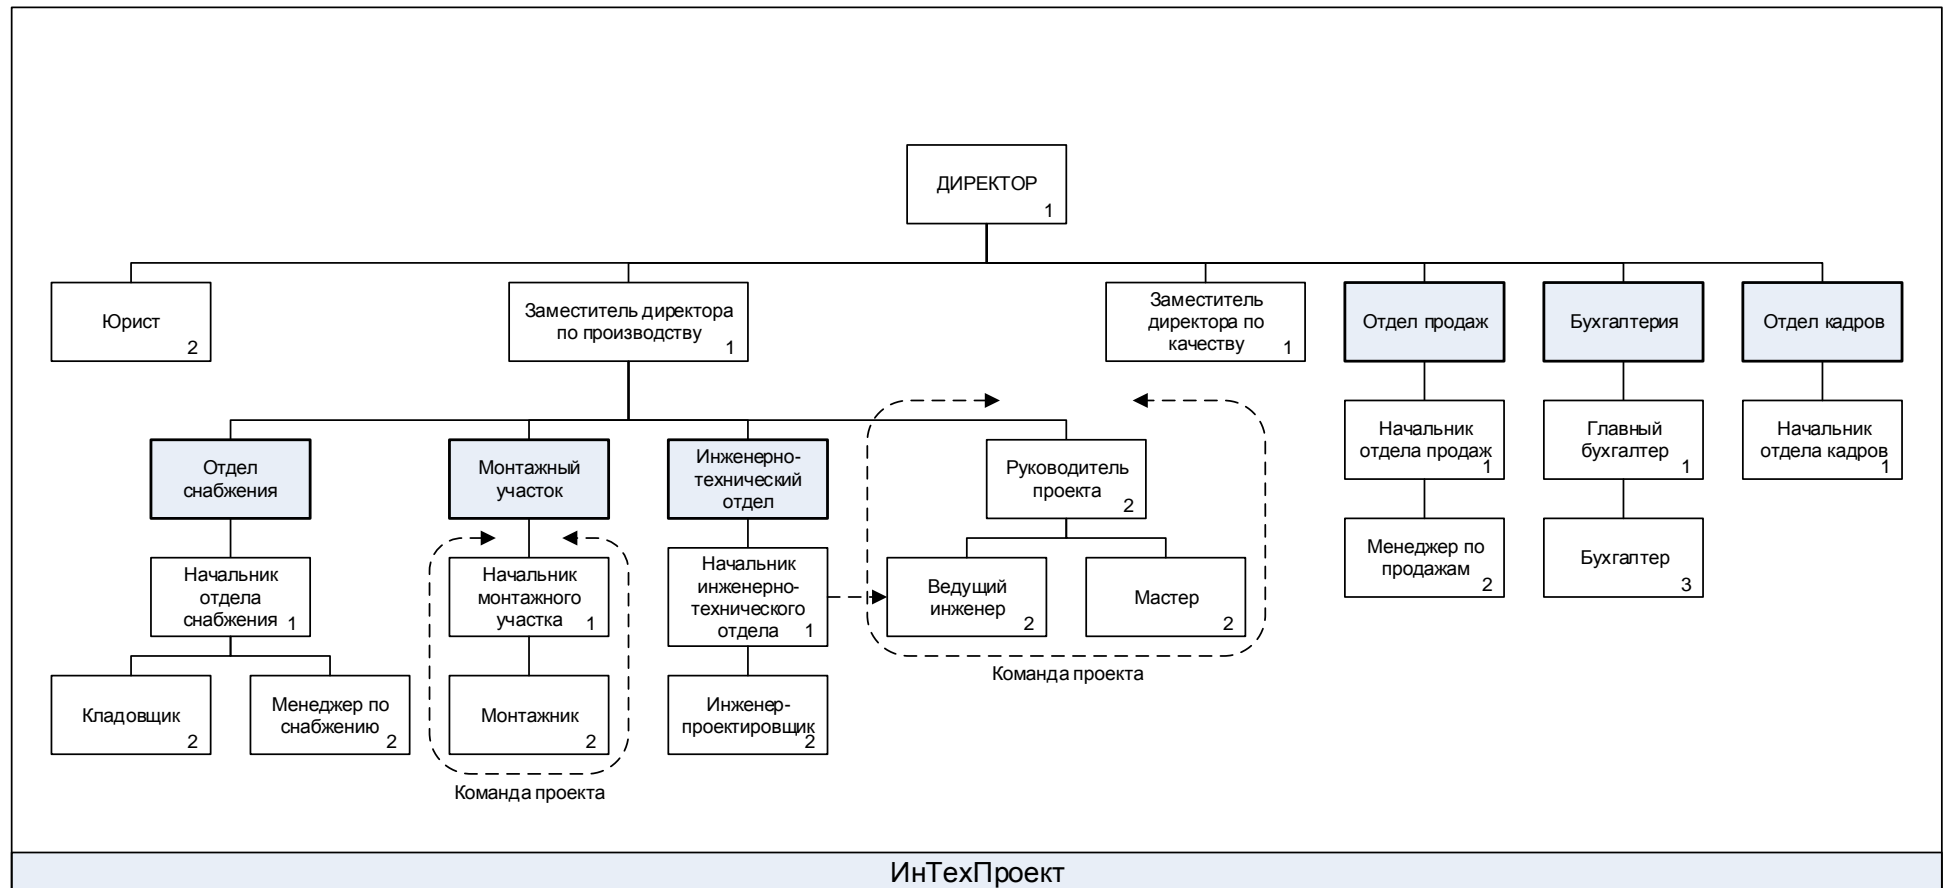 ДИРЕКТОР
1
Юрист
2
Заместитель директора
по производству
1
Заместитель
директора по
качеству
1
Отдел продаж
Бухгалтерия
Отдел кадров
Начальник
отдела продаж
1
Главный
бухгалтер
1
Начальник
отдела кадров
1
Отдел
снабжения
Монтажный
участок
Инженерно-
технический
отдел
Руководитель
проекта
2
Менеджер по
продажам
2
Бухгалтер
3
Начальник
отдела
снабжения
1
Начальник
монтажного
участка
1
Начальник
инженерно-
технического
отдела
1
Ведущий
инженер
2
Мастер
2
Команда проекта
Кладовщик
2
Менеджер по
снабжению
2
Монтажник
2
Инженер-
проектировщик
2
Команда проекта
ИнТехПроект